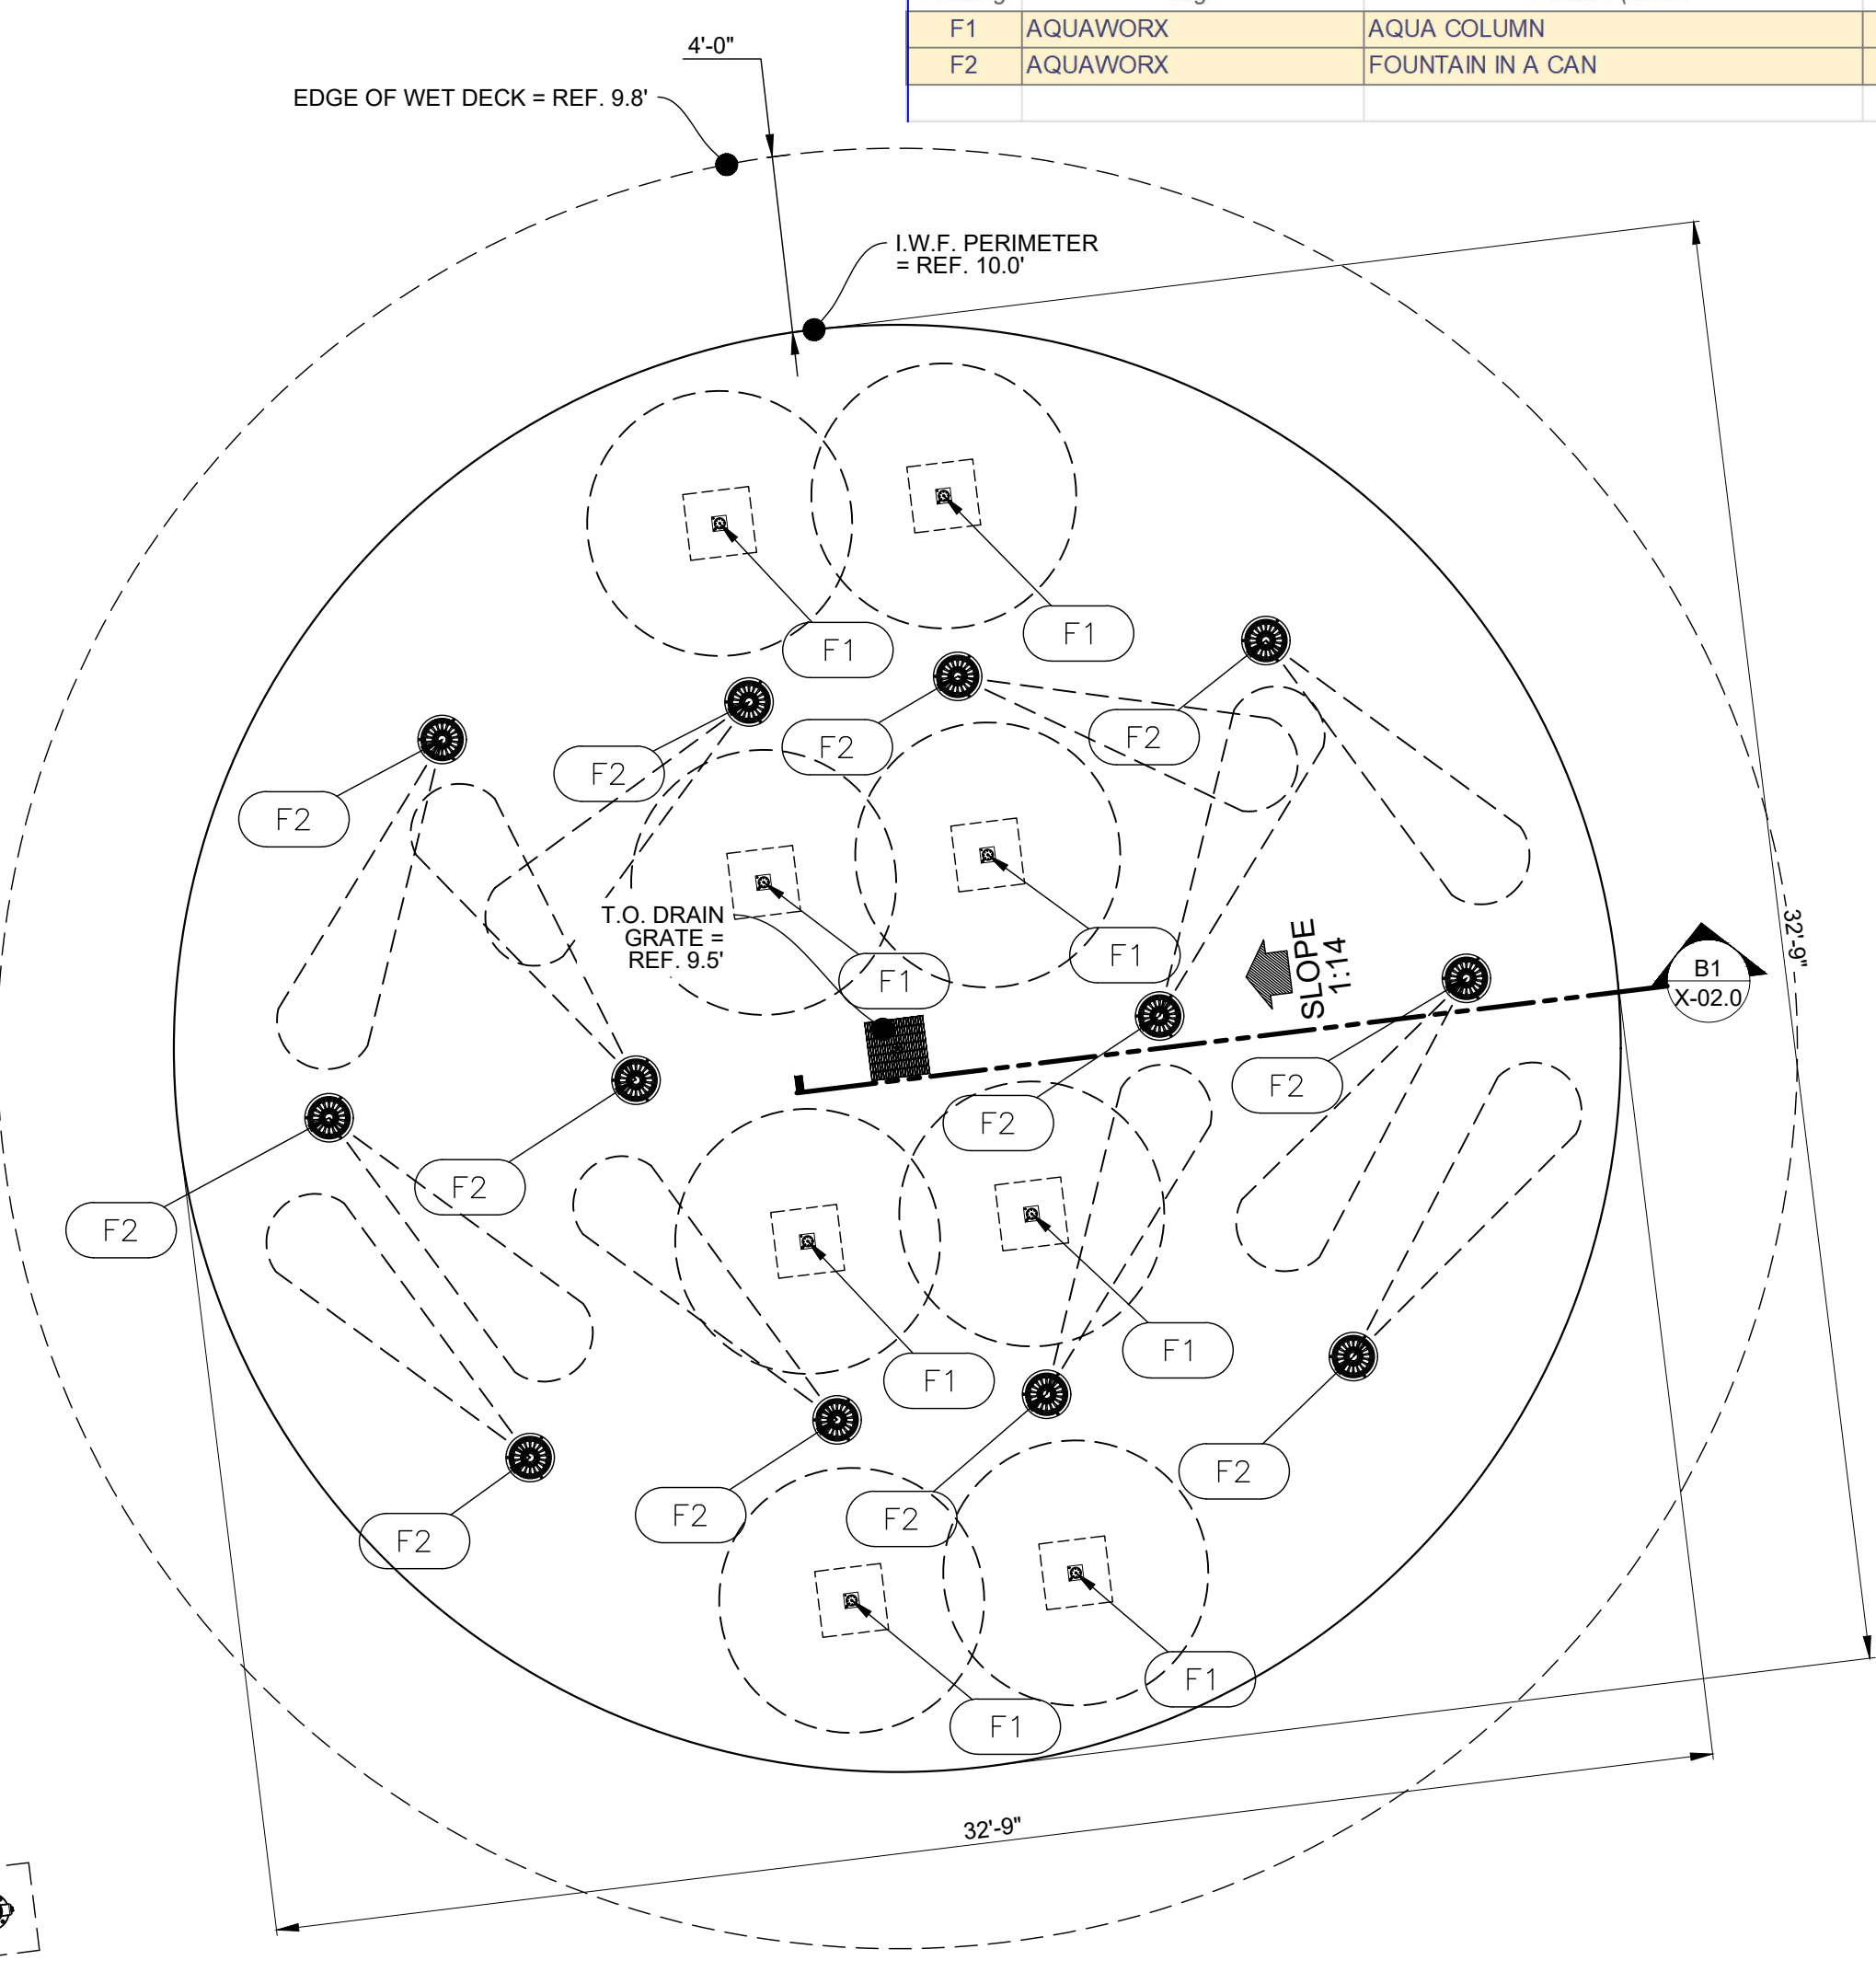 F1 AQUAWORX AQUA COLUMN
F2 AQUAWORX FOUNTAIN IN A CAN
4'-0"
EDGE OF WET DECK = REF. 9.8'
I.W.F. PERIMETER
= REF. 10.0'
F1
F1
F2
F2
F2
F2
T.O. DRAIN
GRATE =
REF. 9.5'
F1
F1
SLOPE
1:14
32'-9"
B1
X-02.0
F2
F2
F2
F2
F1
F1
F2
F2
F2
F2
F1
F1
32'-9"